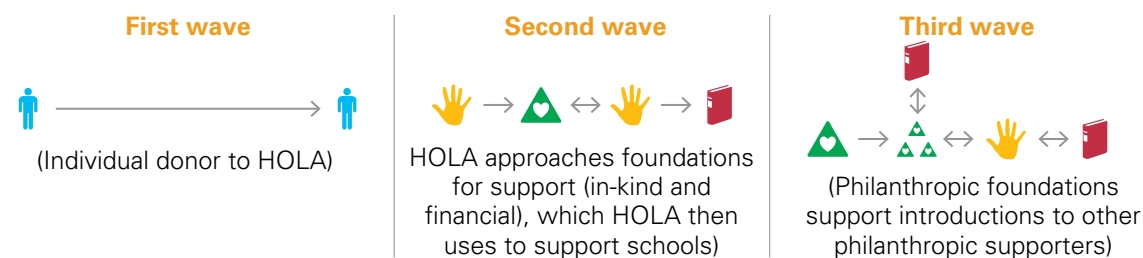 First wave
(Individual donor to HOLA)
Second wave
HOLA approaches foundations
for support (in-kind and
financial), which HOLA then
uses to support schools)
Third wave
(Philanthropic foundations
support introductions to other
philanthropic supporters)